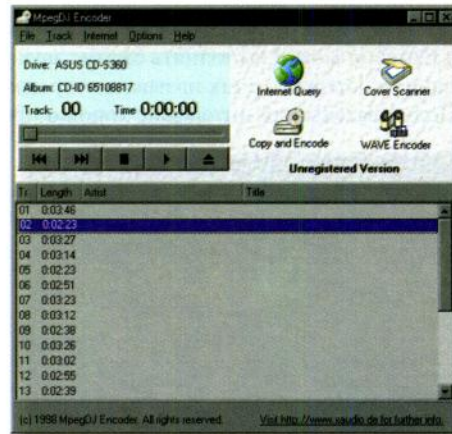 MpegDJ Encoder
File Track Internet Options Help
Drive: ASUS CD-S360
Album: CD-ID 65108817
Track: 00 Time 0:00:00
Internet Query
Cover Scanner
Copy and Encode
WAVE Encoder
Unregistered Version
Tr. Length Artist Title
01 0:03:46
02 0:02:23
03 0:03:27
04 0:03:14
05 0:02:23
06 0:02:51
07 0:03:23
08 0:03:12
09 0:02:38
10 0:03:26
11 0:03:02
12 0:02:55
13 0:02:39
(c) 1998 MpegDJ Encoder. All rights reserved. Visit http://www.xaudio.de for further info.